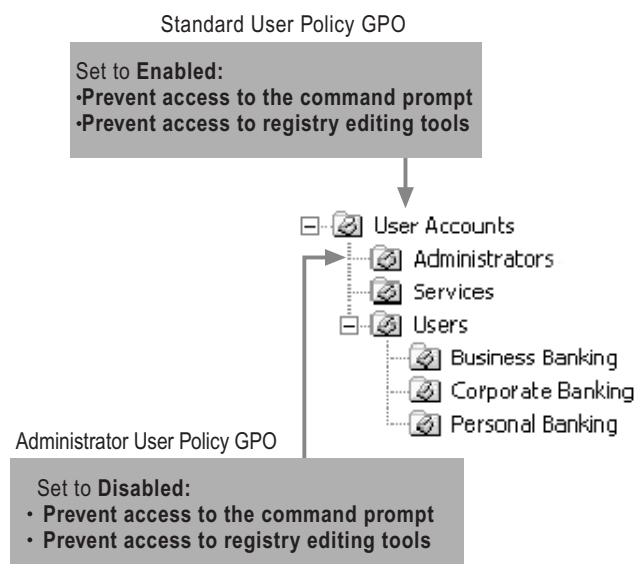 Standard User Policy GPO
Set to Enabled:
•Prevent access to the command prompt
•Prevent access to registry editing tools
User Accounts
Administrators
Services
Users
Business Banking
Corporate Banking
Personal Banking
Administrator User Policy GPO
Set to Disabled:
• Prevent access to the command prompt
• Prevent access to registry editing tools